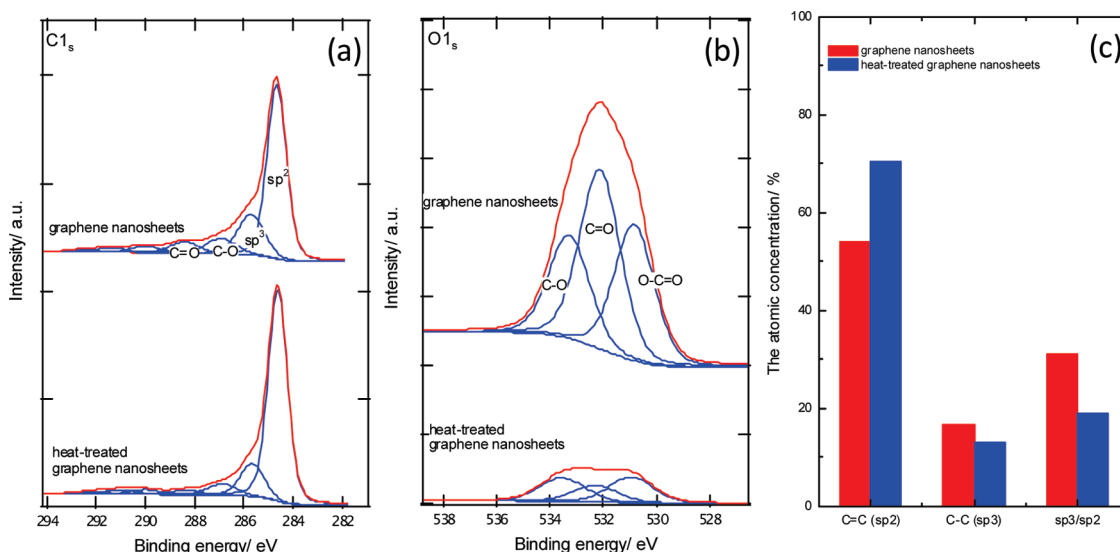 C1s
(a)
sp2
graphene nanosheets
sp3
C=O
C-O
heat-treated
graphene nanosheets
Intensity/ a.u.
294 292 290 288 286 284 282
Binding energy/ eV
O1s
(b)
graphene nanosheets
C=O
C-O
O-C=O
heat-treated
graphene nanosheets
Intensity/ a.u.
538 536 534 532 530 528
Binding energy/ eV
(c)
graphene nanosheets
heat-treated graphene nanosheets
The atomic concentration/ %
100
80
60
40
20
0
C=C (sp2) C-C (sp3) sp3/sp2